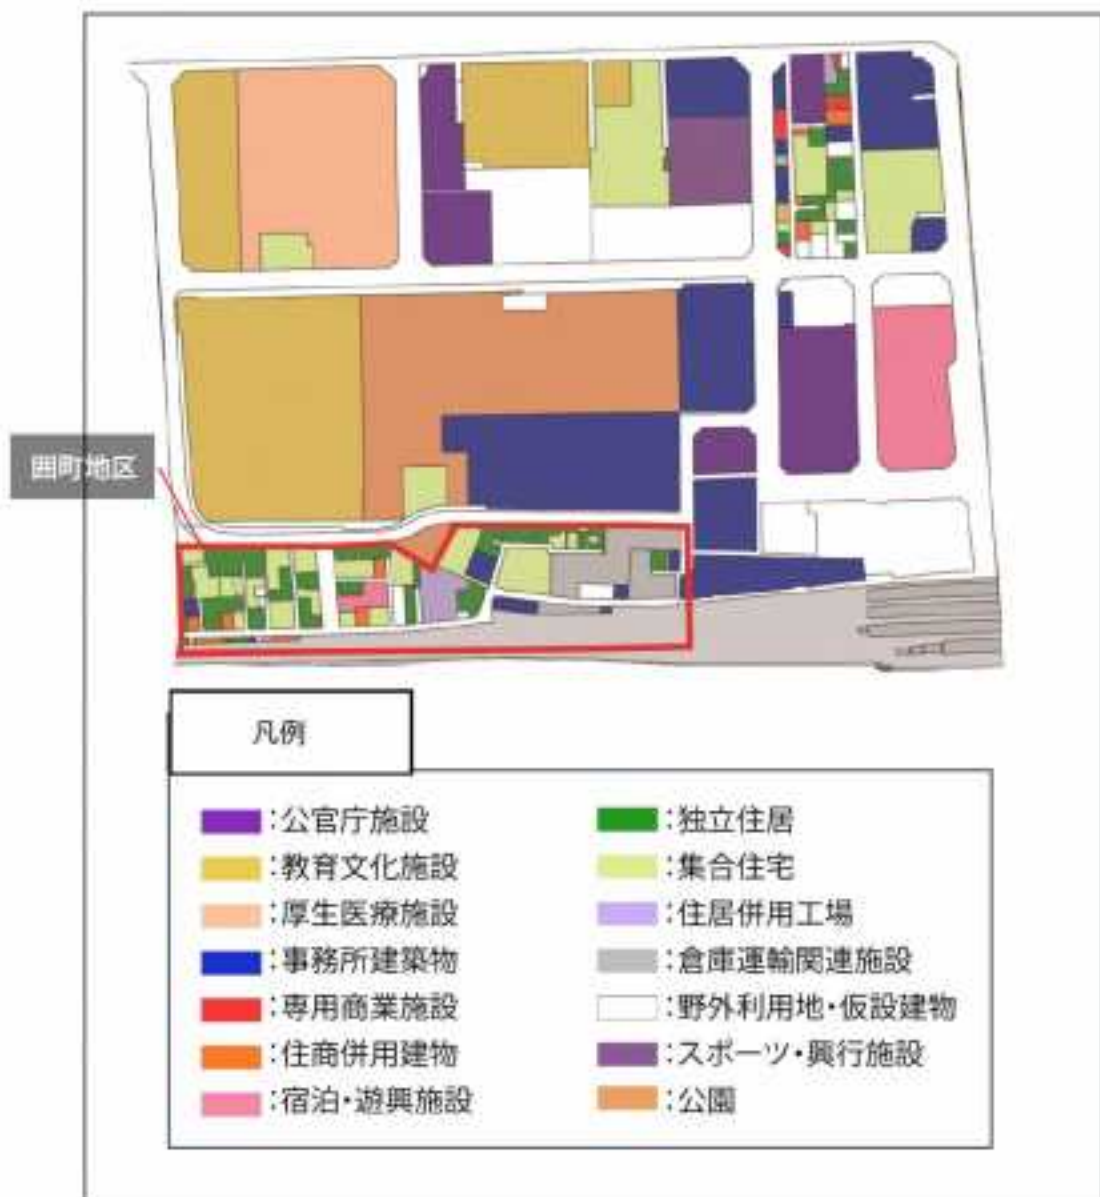 囲町地区
凡例
:公官庁施設
:教育文化施設
:厚生医療施設
:事務所建築物
:専用商業施設
:住商併用建物
:宿泊・遊興施設
:独立住居
:集合住宅
:住居併用工場
:倉庫運輸関連施設
:野外利用地・仮設建物
:スポーツ・興行施設
:公園